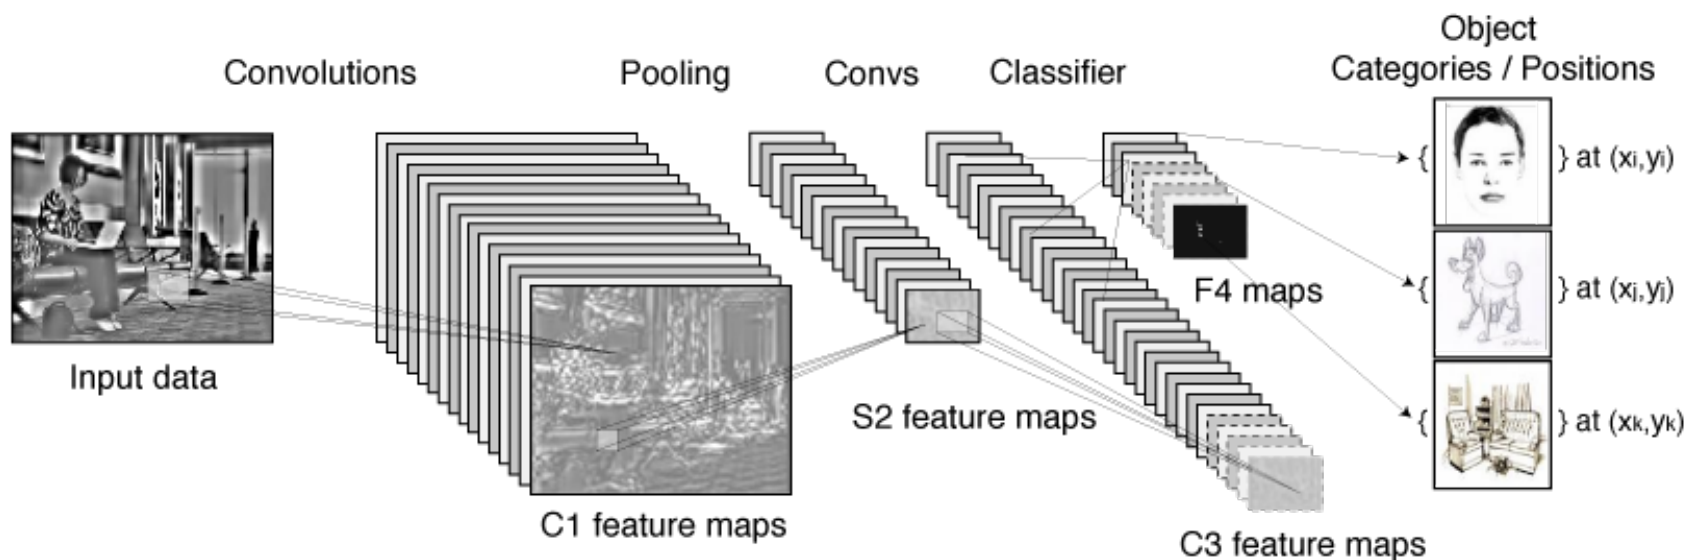 Convolutions
Pooling
Convs
Classifier
Object
Categories / Positions
Input data
C1 feature maps
S2 feature maps
C3 feature maps
F4 maps
{ } at (xi,yi)
{ } at (xj,yj)
{ } at (xk,yk)